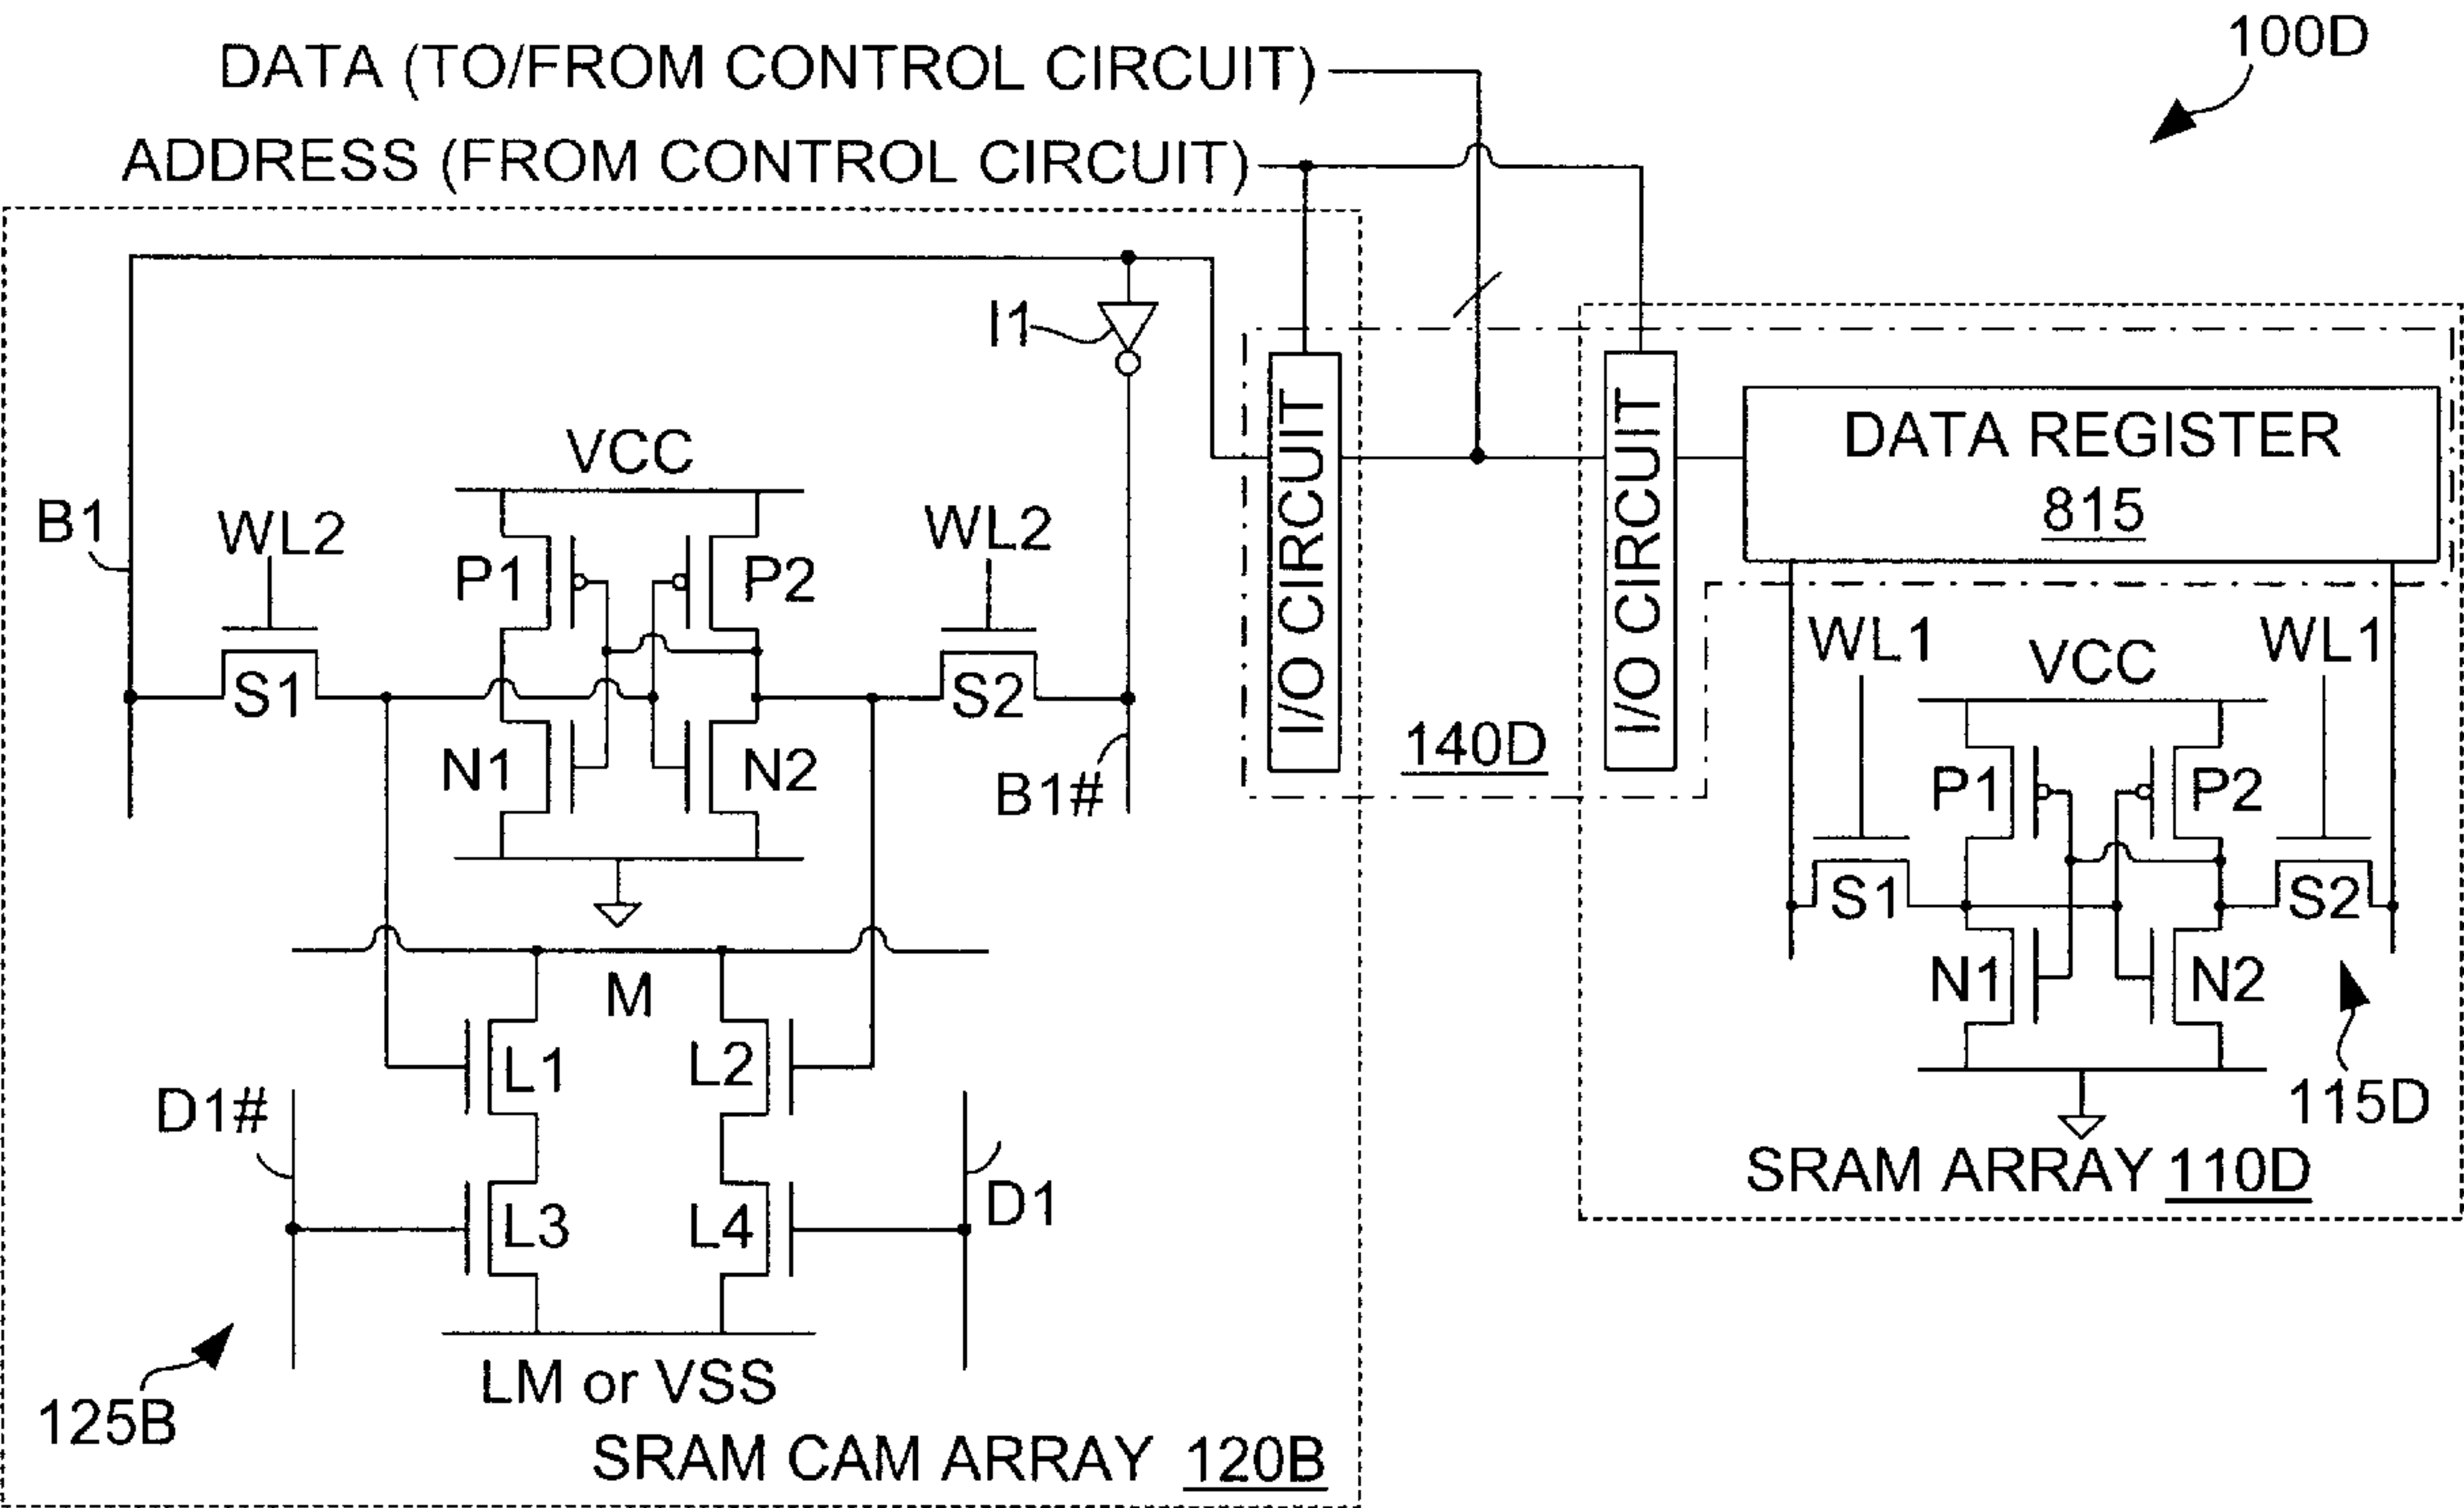 100D
DATA (TO/FROM CONTROL CIRCUIT)
ADDRESS (FROM CONTROL CIRCUIT)
I1
B1
WL2
VCC
WL2
P1
P2
S1
S2
N1
N2
B1#
M
L1
L2
D1#
L3
L4
D1
LM or VSS
125B
SRAM CAM ARRAY 120B
I/O CIRCUIT
140D
I/O CIRCUIT
DATA REGISTER
815
WL1
VCC
WL1
P1
P2
S1
S2
N1
N2
115D
SRAM ARRAY 110D